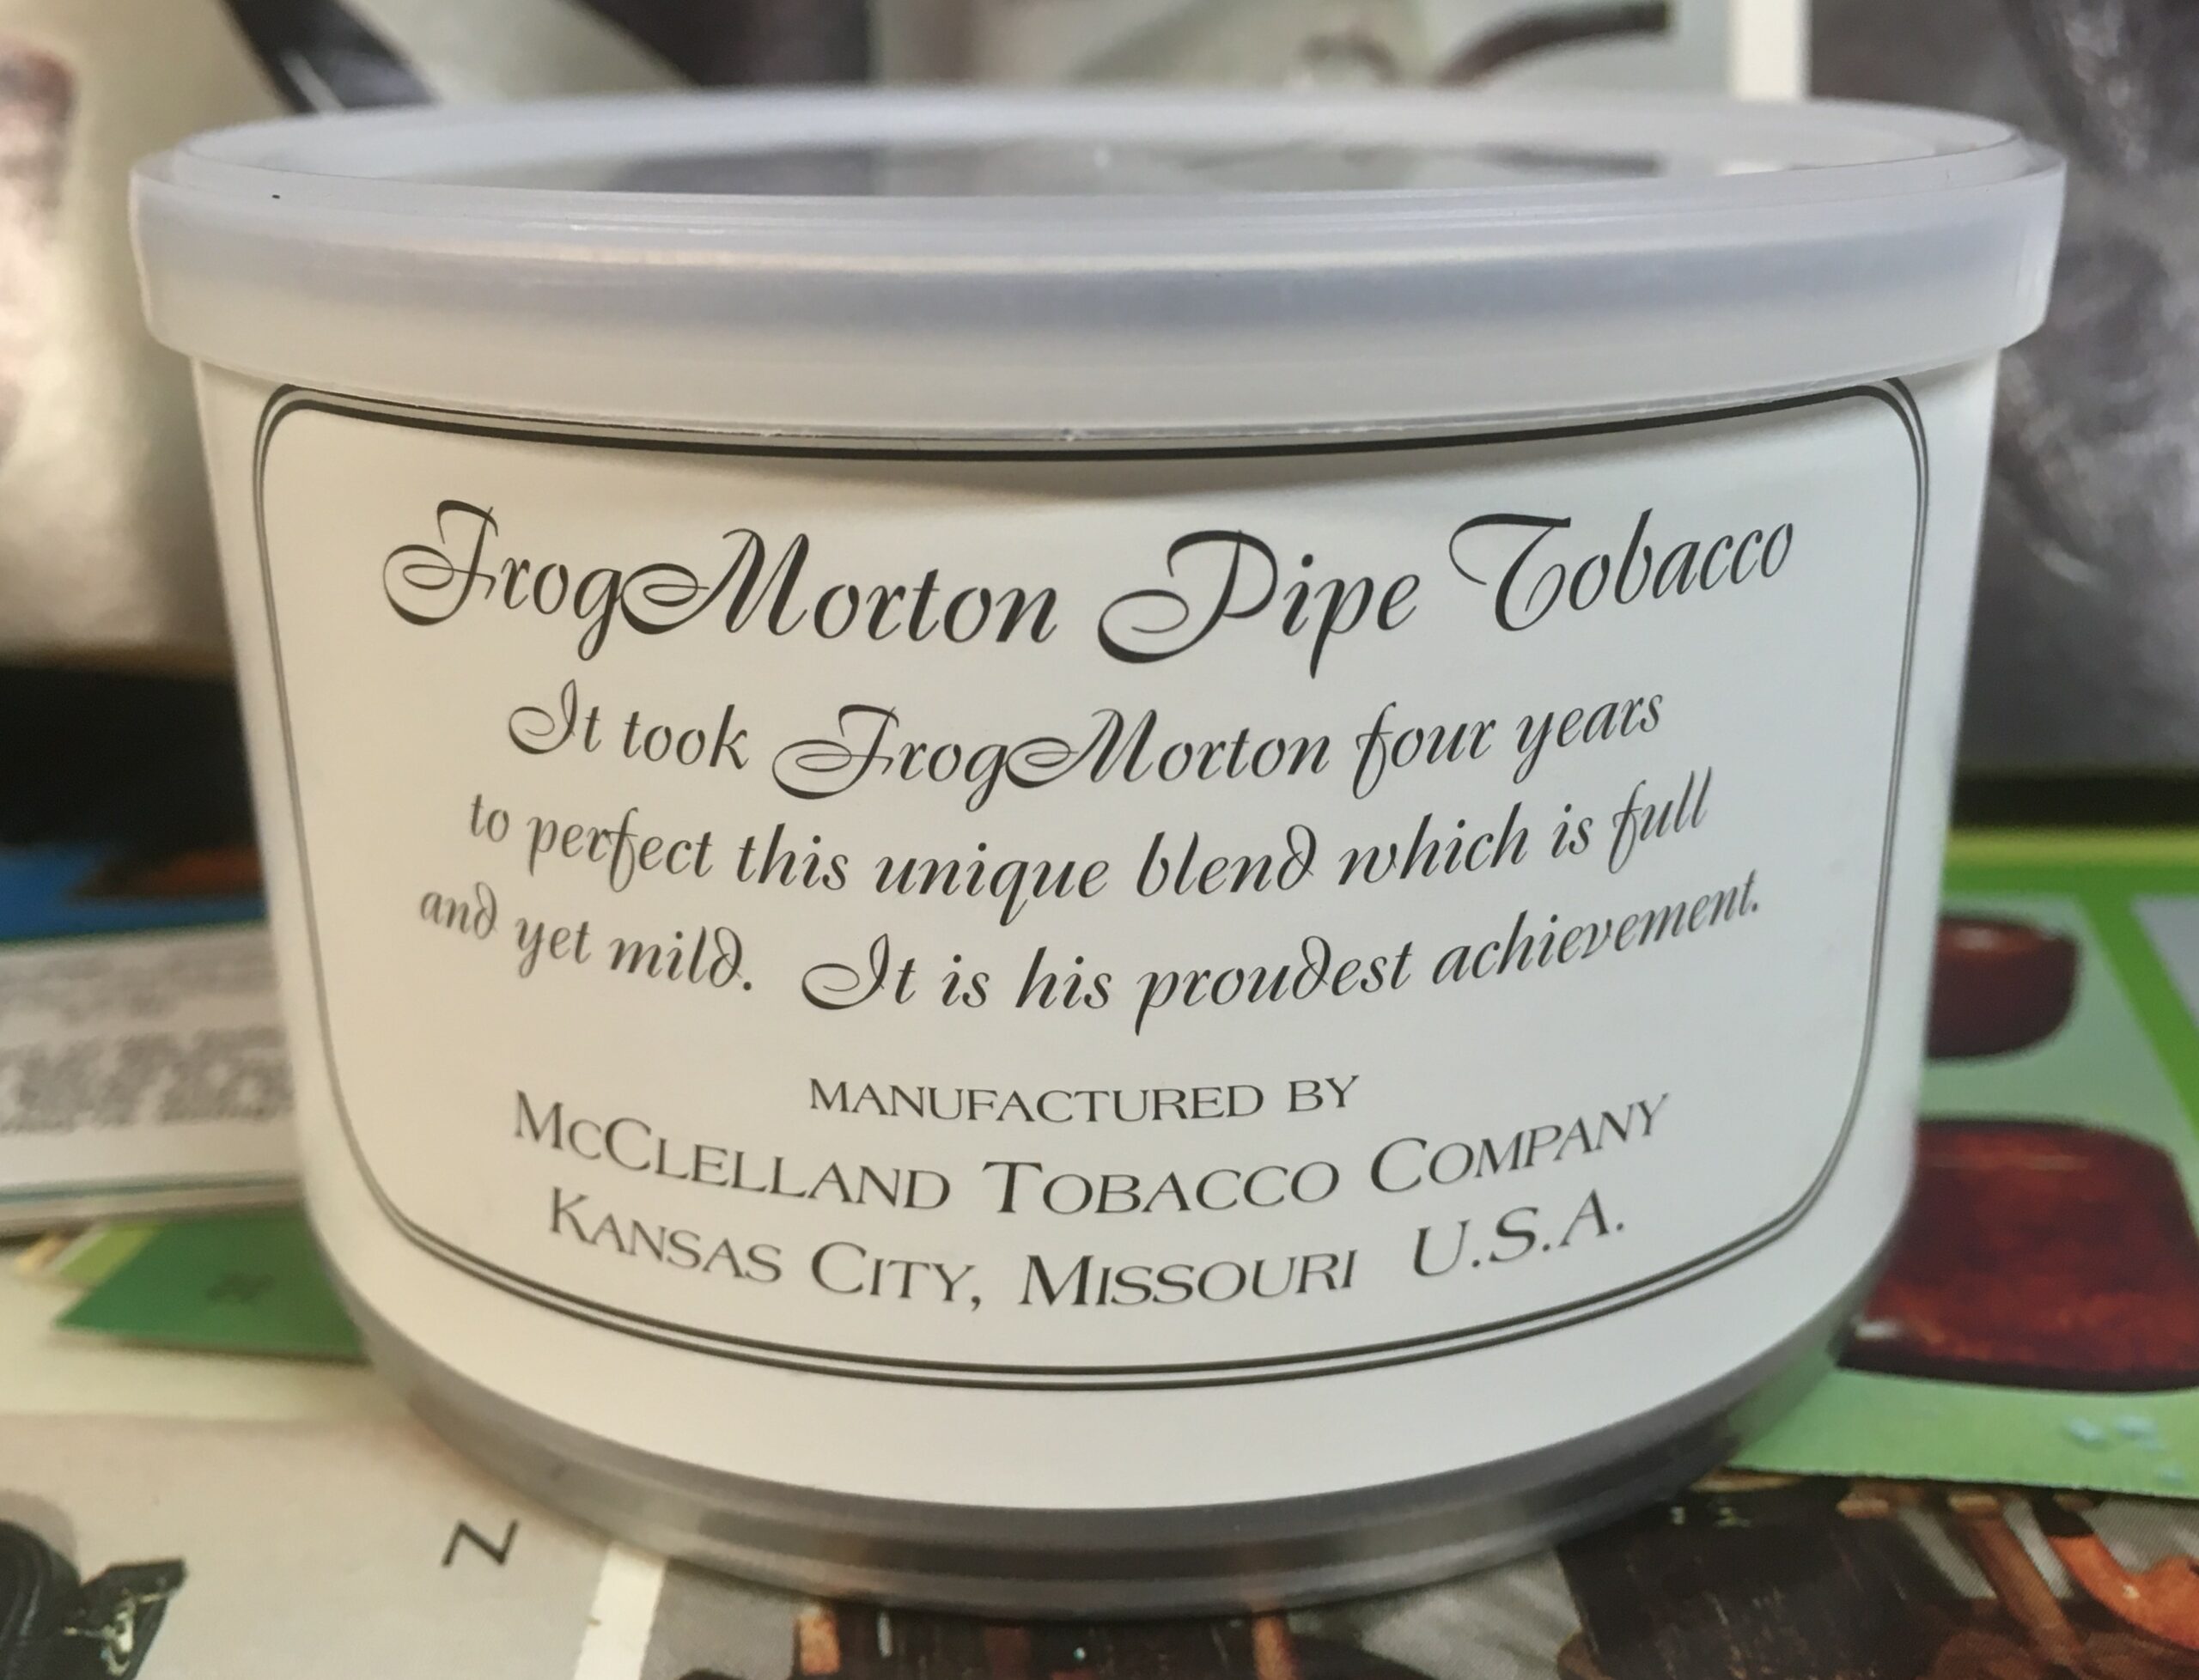 FrogMorton Pipe Tobacco
It took FrogMorton four years
to perfect this unique blend which is full
and yet mild. It is his proudest achievement.
MANUFACTURED BY
MCCLELLAND TOBACCO COMPANY
KANSAS CITY, MISSOURI U.S.A.
N